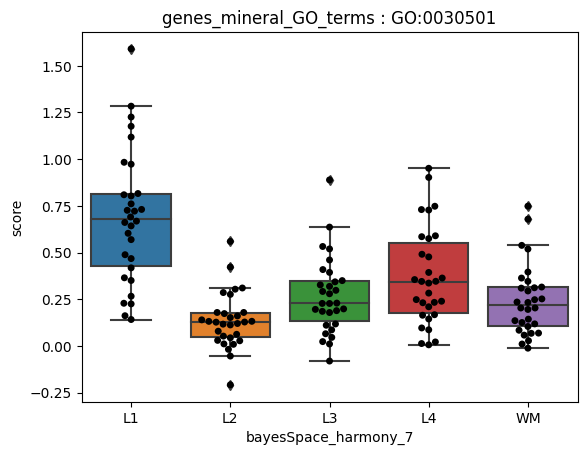 genes_mineral_GO_terms : GO:0030501
1.50
1.25
1.00
0.75
0.50
0.25
0.00
−0.25
score
L1 L2 L3 L4 WM
bayesSpace_harmony_7